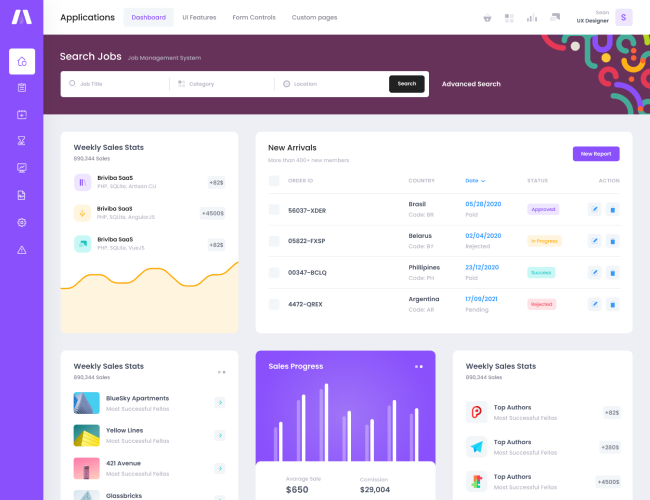 Applications
Dashboard
UI Features
Form Controls
Custom pages
Sean
UX Designer
S
Search Jobs
Job Management System
Job Title
Category
Location
Search
Advanced Search
Weekly Sales Stats
890,344 Sales
Briviba SaaS
PHP, SQLite, Artisan CLI
+82$
Briviba SaaS
PHP, SQLite, AngularJS
+4500$
Briviba SaaS
PHP, SQLite, VueJS
+82$
New Arrivals
More than 400+ new members
New Report
ORDER ID
COUNTRY
Date
STATUS
ACTION
56037-XDER
Brasil
Code: BR
05/28/2020
Paid
Approved
05822-FXSP
Belarus
Code: BY
02/04/2020
Rejected
In Progress
00347-BCLQ
Phillipines
Code: PH
23/12/2020
Paid
Success
4472-QREX
Argentina
Code: AR
17/09/2021
Pending
Rejected
Weekly Sales Stats
890,344 Sales
BlueSky Apartments
Most Successful Fellas
Yellow Lines
Most Successful Fellas
421 Avenue
Most Successful Fellas
Glassbricks
Sales Progress
Avarage Sale
$650
Comission
$29,004
Weekly Sales Stats
890,344 Sales
Top Authors
Most Successful Fellas
+82$
Top Authors
Most Successful Fellas
+280$
Top Authors
Most Successful Fellas
+4500$